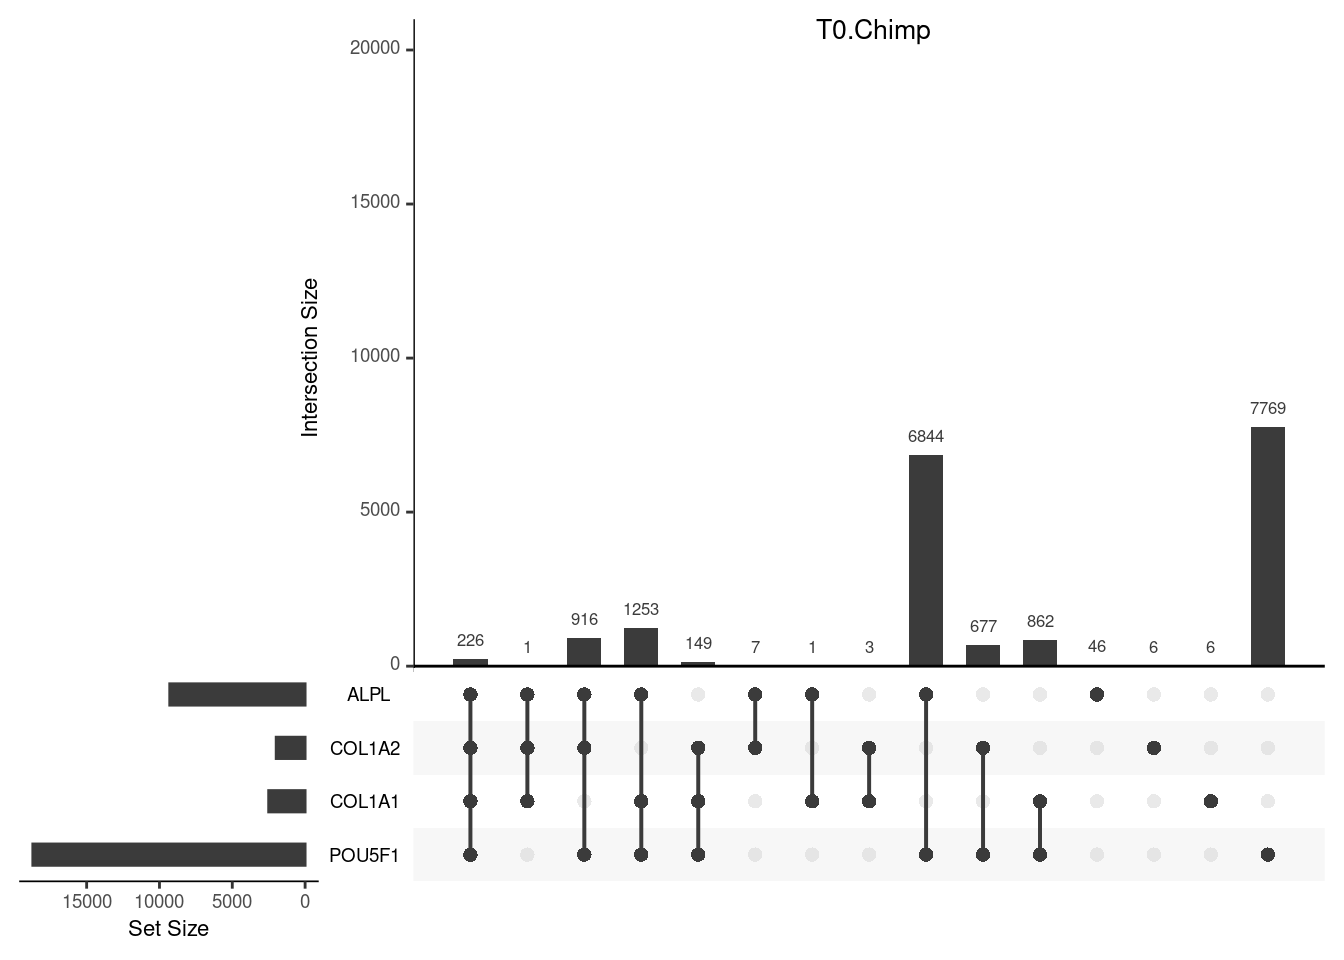 T0.Chimp
20000
15000
10000
5000
0
Intersection Size
226 1 916 1253 149 7 1 3 6844 677 862 46 6 6 7769
ALPL
COL1A2
COL1A1
POU5F1
15000 10000 5000 0
Set Size